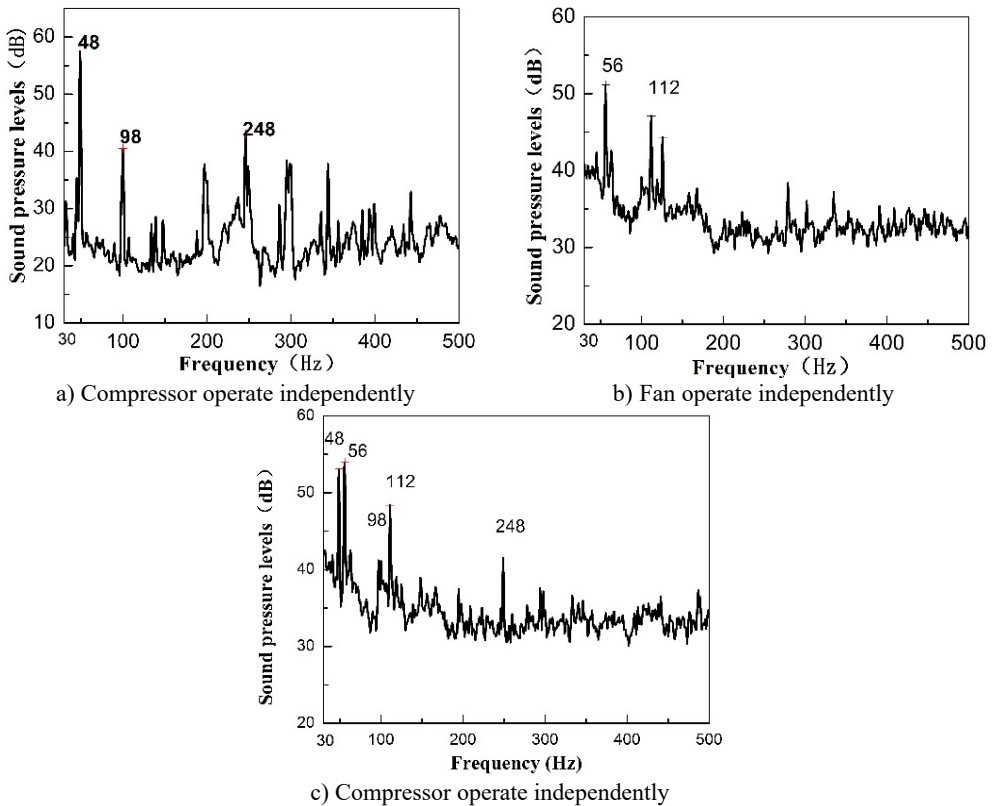 60
50
40
30
20
10
48
98
248
Sound pressure levels（dB）
30 100 200 300 400 500
Frequency（Hz）
a) Compressor operate independently
60
50
40
30
20
56
112
Sound pressure levels（dB）
30 100 200 300 400 500
Frequency（Hz）
b) Fan operate independently
60
50
40
30
20
48
56
112
98
248
Sound pressure levels（dB）
30 100 200 300 400 500
Frequency (Hz)
c) Compressor operate independently